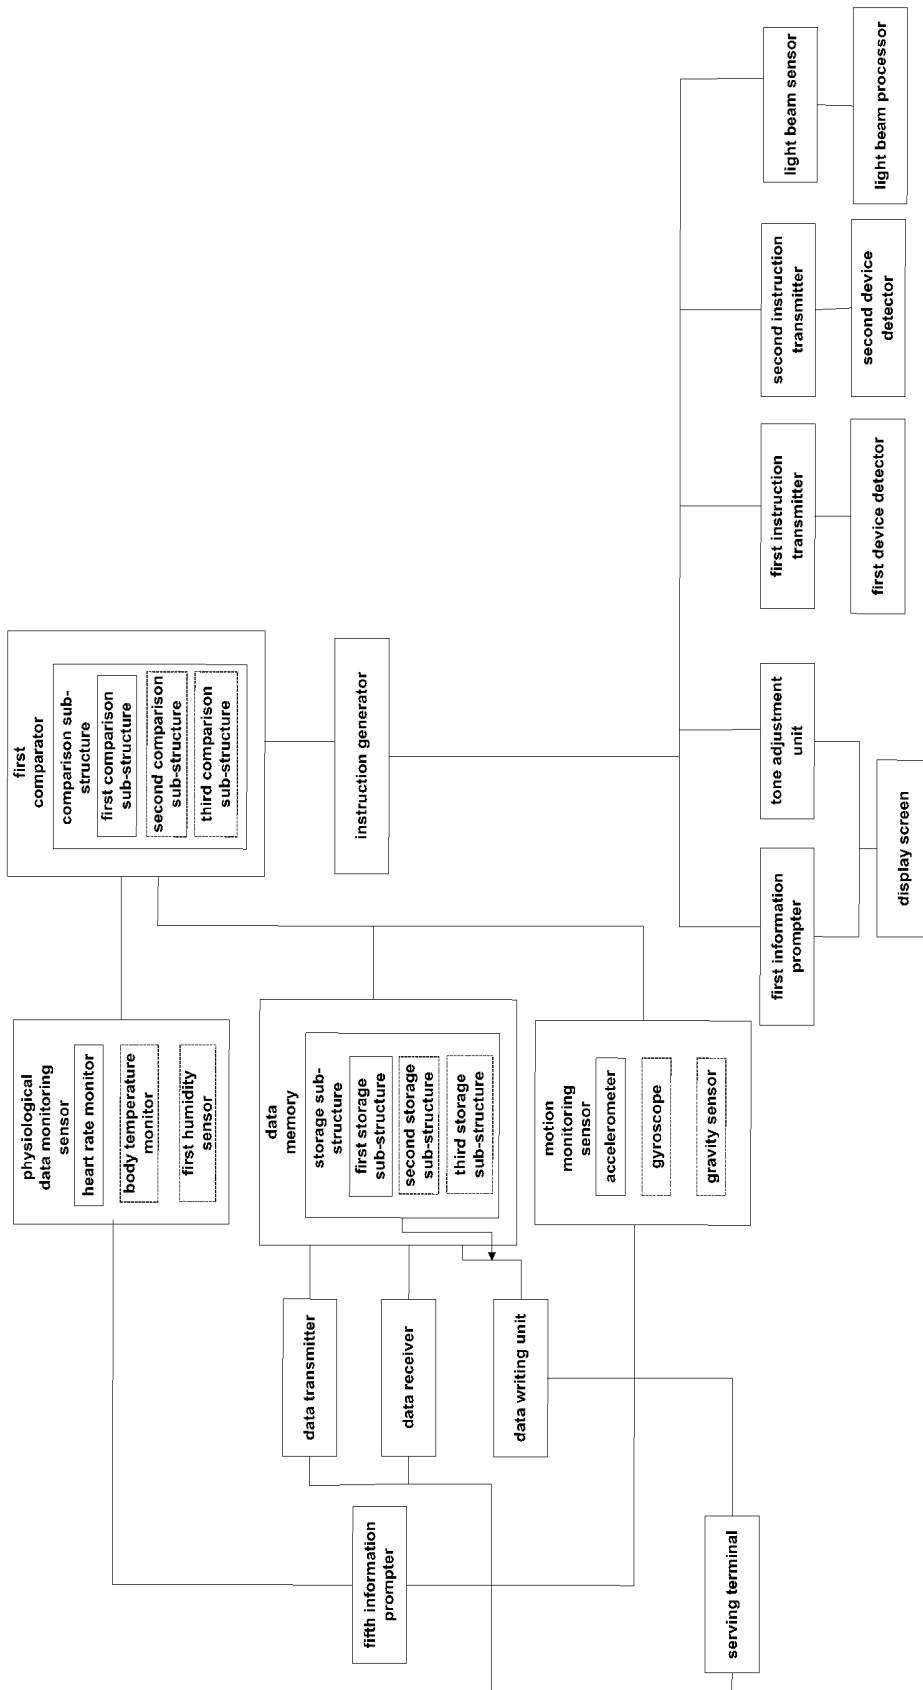 physiological
data monitoring
sensor
heart rate monitor
body temperature
monitor
first humidity
sensor
first
comparator
comparison sub-
structure
first comparison
sub-structure
second comparison
sub-structure
third comparison
sub-structure
instruction generator
data
memory
storage sub-
structure
first storage
sub-structure
second storage
sub-structure
third storage
sub-structure
motion
monitoring
sensor
accelerometer
gyroscope
gravity sensor
data transmitter
data receiver
data writing unit
fifth information
prompter
serving terminal
first information
prompter
tone adjustment
unit
display screen
first instruction
transmitter
first device detector
second instruction
transmitter
second device
detector
light beam sensor
light beam processor